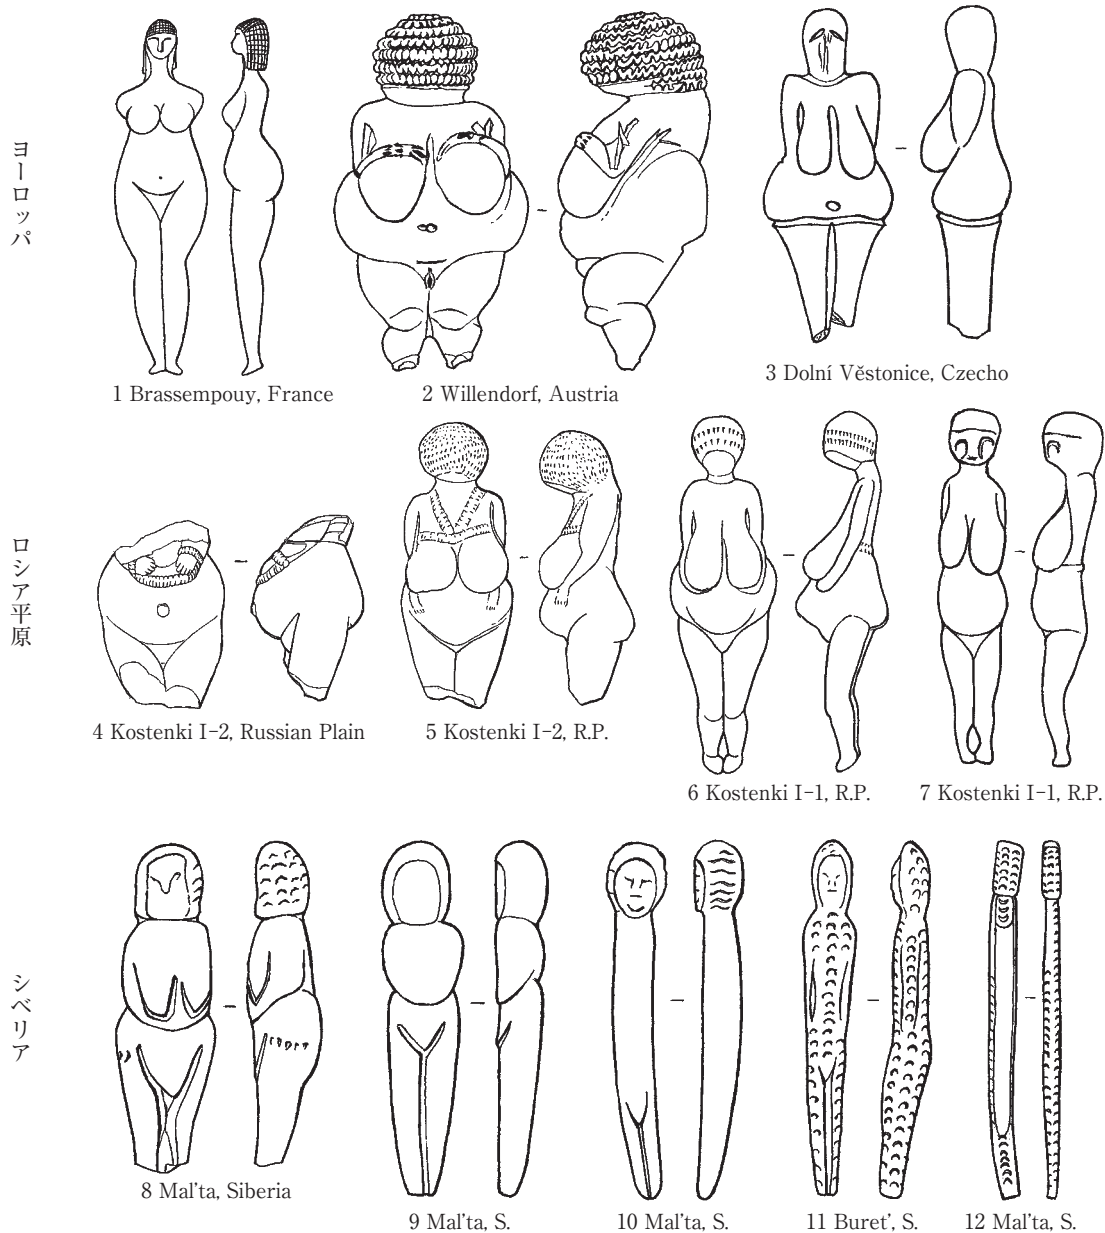 ヨーロッパ
1 Brassempouy, France
2 Willendorf, Austria
3 Dolní Věstonice, Czecho
ロシア平原
4 Kostenki I-2, Russian Plain
5 Kostenki I-2, R.P.
6 Kostenki I-1, R.P.
7 Kostenki I-1, R.P.
シベリア
8 Mal'ta, Siberia
9 Mal'ta, S.
10 Mal'ta, S.
11 Buret', S.
12 Mal'ta, S.